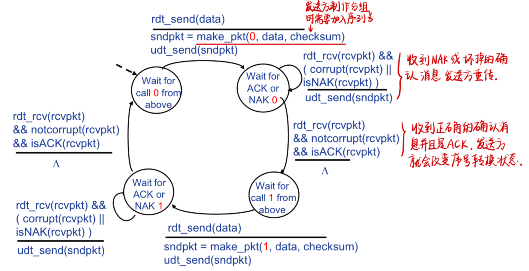 rdt_send(data)
发送方制作分组
时需要加入序列号
sndpkt = make_pkt(0, data, checksum)
udt_send(sndpkt)
Wait for
call 0 from
above
Wait for
ACK or
NAK 0
rdt_rcv(rcvpkt) &&
( corrupt(rcvpkt) ||
isNAK(rcvpkt) )
udt_send(sndpkt)
收到NAK或坏掉的确
认消息发送方重传.
rdt_rcv(rcvpkt)
&& notcorrupt(rcvpkt)
&& isACK(rcvpkt)
Λ
rdt_rcv(rcvpkt)
&& notcorrupt(rcvpkt)
&& isACK(rcvpkt)
Λ
收到正确的确认消
息并且是ACK,发送方
就会改变序号转换状态.
Wait for
ACK or
NAK 1
Wait for
call 1 from
above
rdt_rcv(rcvpkt) &&
( corrupt(rcvpkt) ||
isNAK(rcvpkt) )
udt_send(sndpkt)
rdt_send(data)
sndpkt = make_pkt(1, data, checksum)
udt_send(sndpkt)